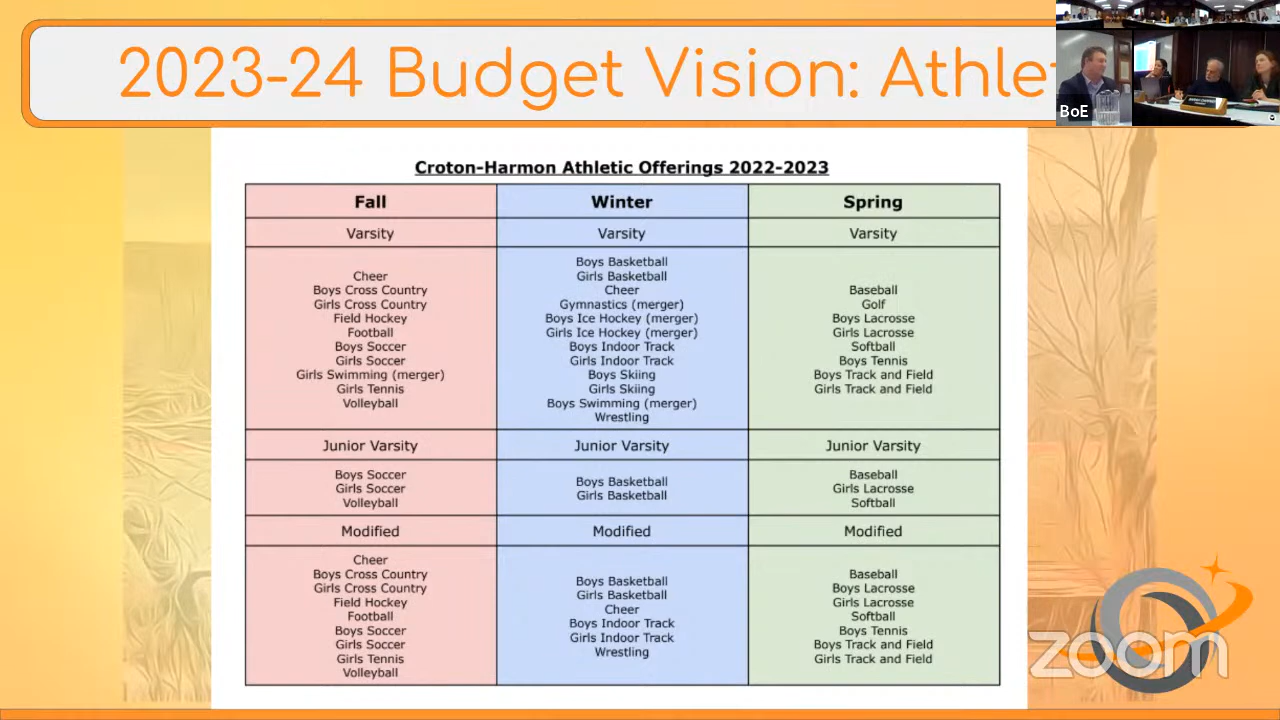 2023-24 Budget Vision: Athle
BoE
Croton-Harmon Athletic Offerings 2022-2023
Fall
Winter
Spring
Varsity
Varsity
Varsity
Cheer
Boys Cross Country
Girls Cross Country
Field Hockey
Football
Boys Soccer
Girls Soccer
Girls Swimming (merger)
Girls Tennis
Volleyball
Boys Basketball
Girls Basketball
Cheer
Gymnastics (merger)
Boys Ice Hockey (merger)
Girls Ice Hockey (merger)
Boys Indoor Track
Girls Indoor Track
Boys Skiing
Girls Skiing
Boys Swimming (merger)
Wrestling
Baseball
Golf
Boys Lacrosse
Girls Lacrosse
Softball
Boys Tennis
Boys Track and Field
Girls Track and Field
Junior Varsity
Junior Varsity
Junior Varsity
Boys Soccer
Girls Soccer
Volleyball
Boys Basketball
Girls Basketball
Baseball
Girls Lacrosse
Softball
Modified
Modified
Modified
Cheer
Boys Cross Country
Girls Cross Country
Field Hockey
Football
Boys Soccer
Girls Soccer
Girls Tennis
Volleyball
Boys Basketball
Girls Basketball
Cheer
Boys Indoor Track
Girls Indoor Track
Wrestling
Baseball
Boys Lacrosse
Girls Lacrosse
Softball
Boys Tennis
Boys Track and Field
Girls Track and Field
zoom